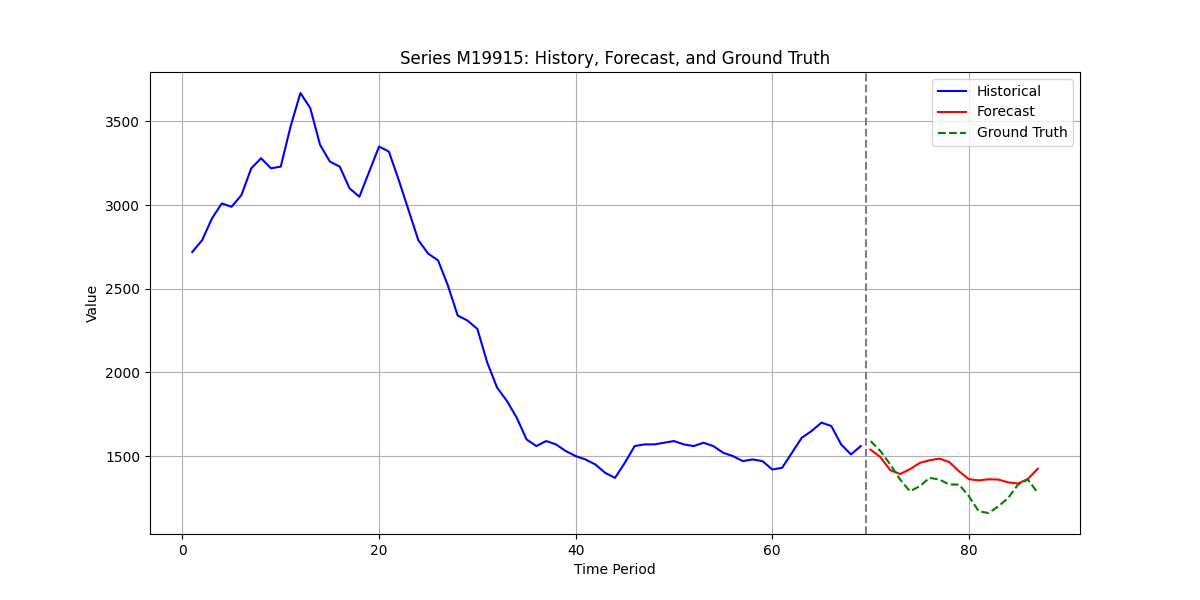 Series M19915: History, Forecast, and Ground Truth
Historical
Forecast
Ground Truth
3500
3000
2500
2000
1500
Value
0
20
40
60
80
Time Period